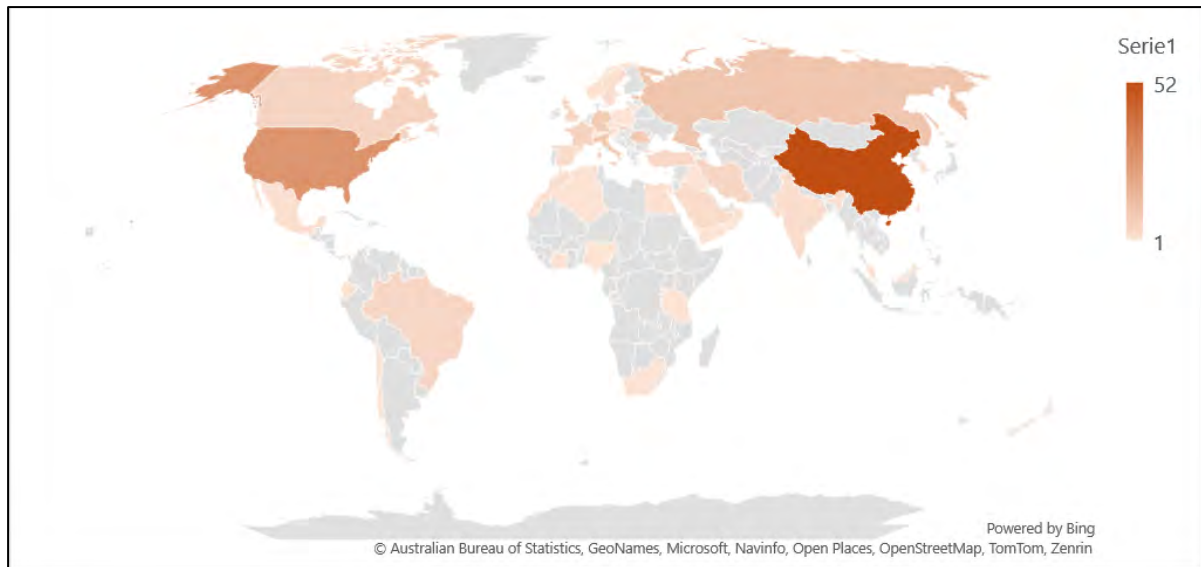 Serie1
52
1
Powered by Bing
© Australian Bureau of Statistics, GeoNames, Microsoft, Navinfo, Open Places, OpenStreetMap, TomTom, Zenrin